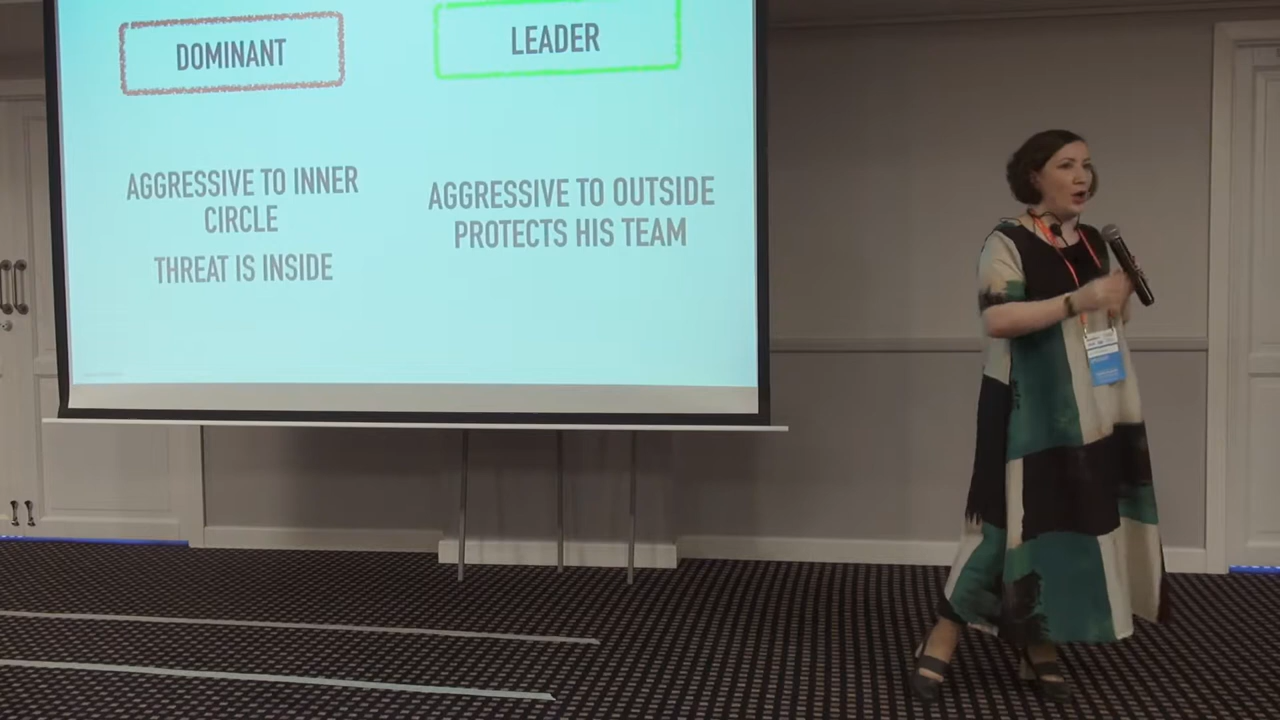 DOMINANT
LEADER
AGGRESSIVE TO INNER
CIRCLE
THREAT IS INSIDE
AGGRESSIVE TO OUTSIDE
PROTECTS HIS TEAM